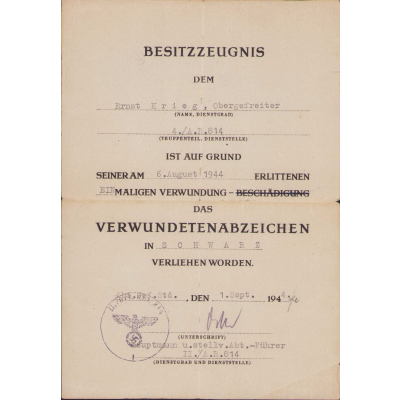 BESITZZEUGNIS
DEM
Ernst Krieg, Obergefreiter
(NAME, DIENSTGRAD)
4./A.R.814
(TRUPPENTEIL, DIENSTSTELLE)
IST AUF GRUND
SEINER AM 6.August 1944 ERLITTENEN
EIN MALIGEN VERWUNDUNG – BESCHÄDIGUNG
DAS
VERWUNDETENABZEICHEN
IN SCHWARZ
VERLIEHEN WORDEN.
, DEN 1.Sept. 194
(UNTERSCHRIFT)
Hauptmann u.stellv.Abt.-Führer
II./A.R.814
(DIENSTGRAD UND DIENSTSTELLE)